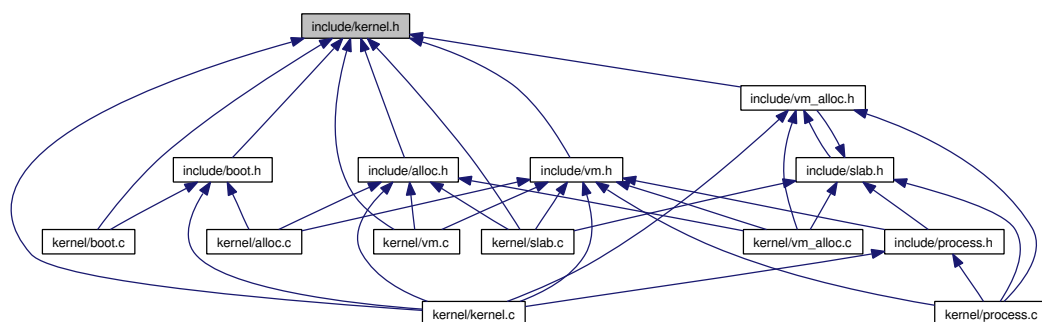 include/kernel.h
include/vm_alloc.h
include/boot.h
include/alloc.h
include/vm.h
include/slab.h
kernel/boot.c
kernel/alloc.c
kernel/vm.c
kernel/slab.c
kernel/vm_alloc.c
include/process.h
kernel/kernel.c
kernel/process.c